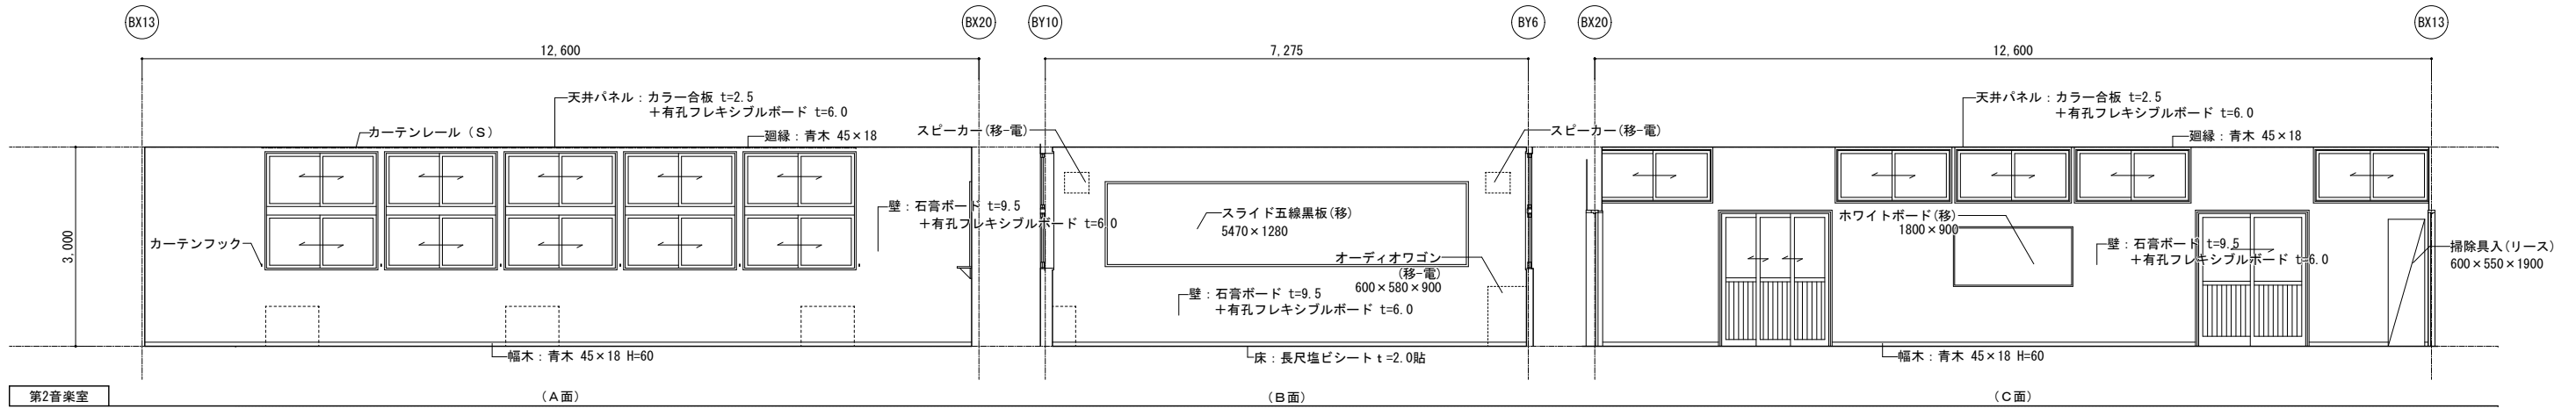 BX13
BX20
BY10
BY6
BX20
BX13
12,600
7,275
12,600
天井パネル：カラー合板 t=2.5
＋有孔フレキシブルボード t=6.0
カーテンレール（Ｓ）
廻縁：青木 45×18
スピーカー(移-電)
スピーカー(移-電)
天井パネル：カラー合板 t=2.5
＋有孔フレキシブルボード t=6.0
廻縁：青木 45×18
3,000
カーテンフック
壁：石膏ボード t=9.5
＋有孔フレキシブルボード t=6.0
スライド五線黒板(移)
5470×1280
オーディオワゴン
(移-電)
600×580×900
壁：石膏ボード t=9.5
＋有孔フレキシブルボード t=6.0
ホワイトボード(移)
1800×900
壁：石膏ボード t=9.5
＋有孔フレキシブルボード t=6.0
掃除具入(リース)
600×550×1900
幅木：青木 45×18 H=60
床：長尺塩ビシートｔ=2.0貼
幅木：青木 45×18 H=60
第2音楽室
（Ａ面）
（Ｂ面）
（Ｃ面）